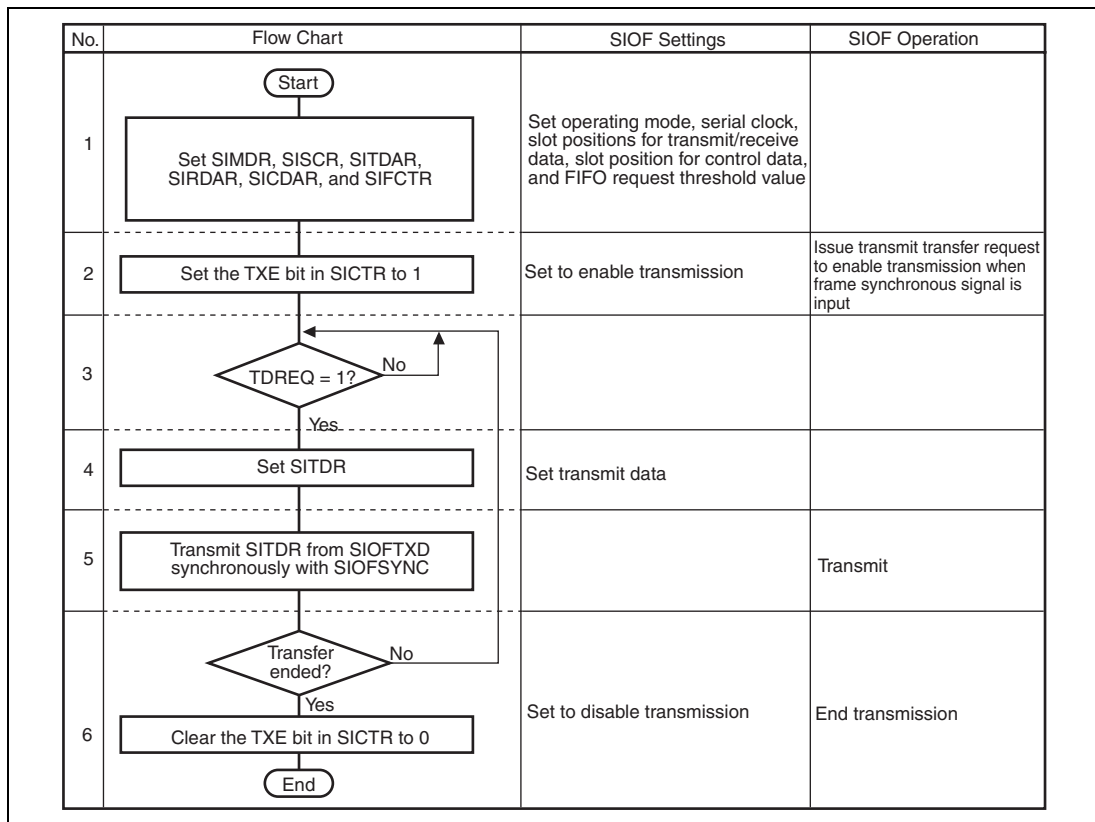 No.
Flow Chart
SIOF Settings
SIOF Operation
Start
1
Set SIMDR, SISCR, SITDAR,
SIRDAR, SICDAR, and SIFCTR
Set operating mode, serial clock,
slot positions for transmit/receive
data, slot position for control data,
and FIFO request threshold value
2
Set the TXE bit in SICTR to 1
Set to enable transmission
Issue transmit transfer request
to enable transmission when
frame synchronous signal is
input
3
TDREQ = 1?
No
Yes
4
Set SITDR
Set transmit data
5
Transmit SITDR from SIOFTXD
synchronously with SIOFSYNC
Transmit
Transfer
ended?
No
Yes
6
Clear the TXE bit in SICTR to 0
Set to disable transmission
End transmission
End